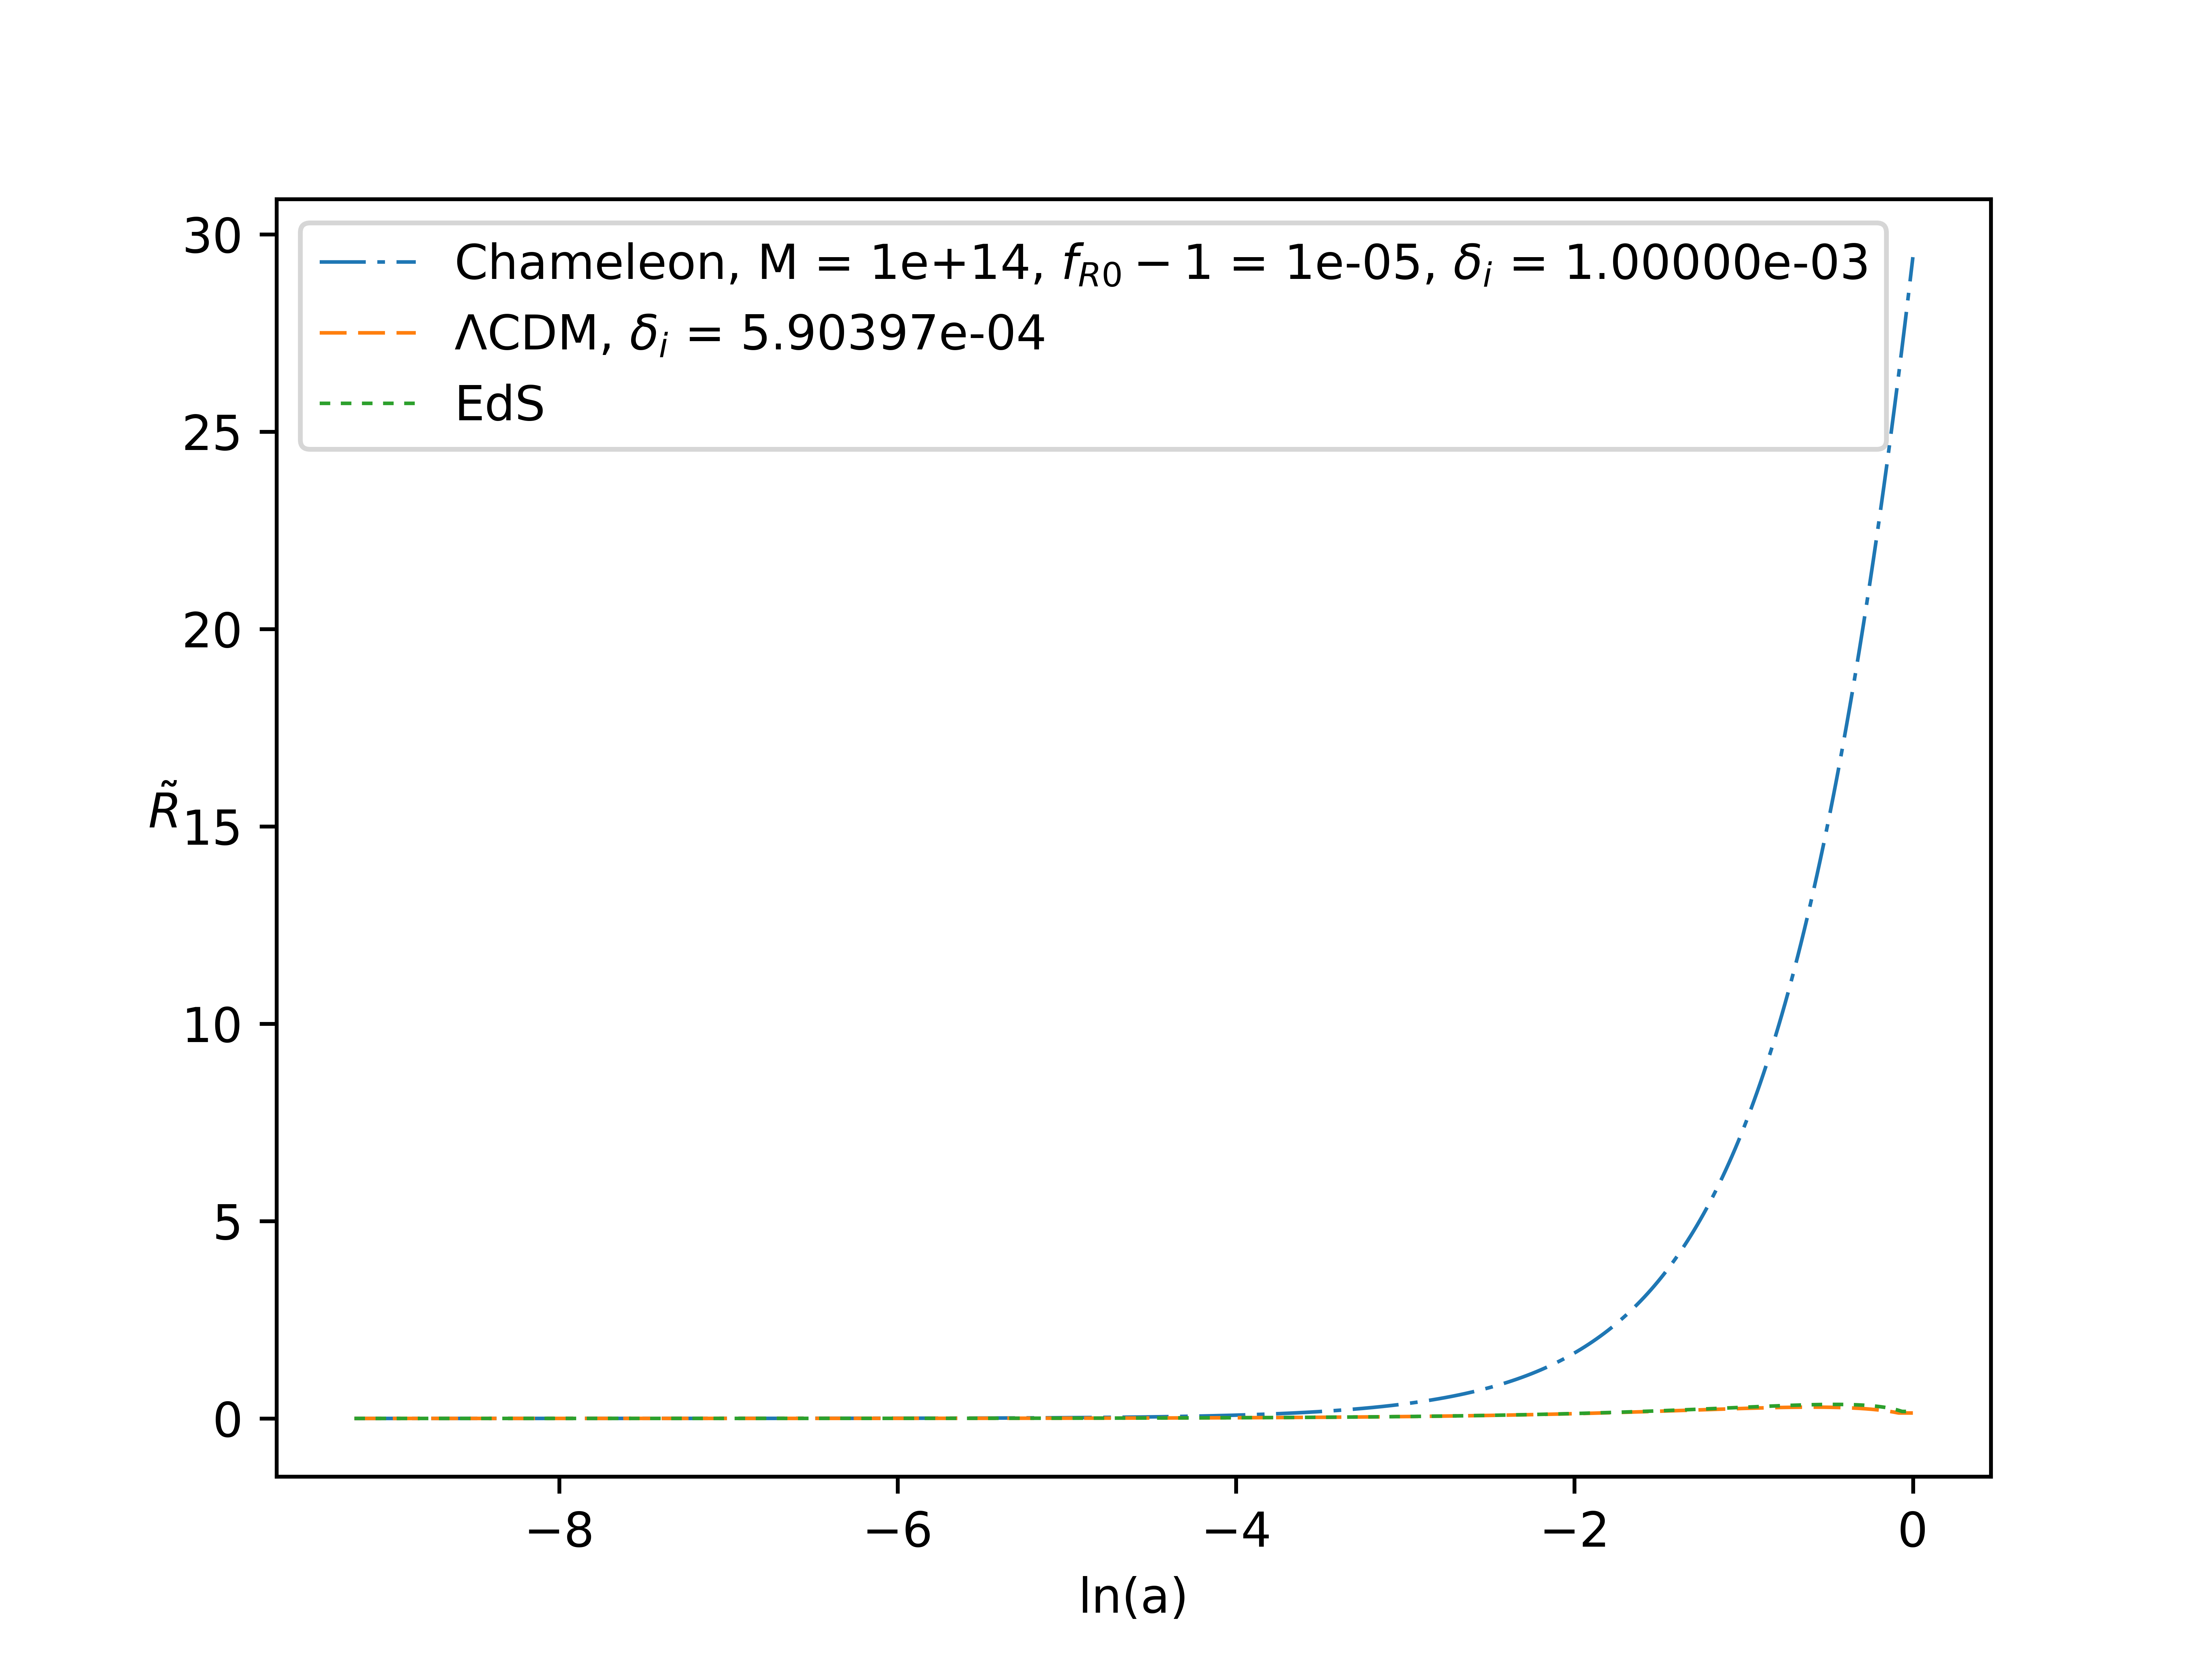 30
25
20
15
10
5
0
R̃
Chameleon, M = 1e+14, f_{R0} − 1 = 1e-05, δ_i = 1.00000e-03
ΛCDM, δ_i = 5.90397e-04
EdS
−8 −6 −4 −2 0
ln(a)